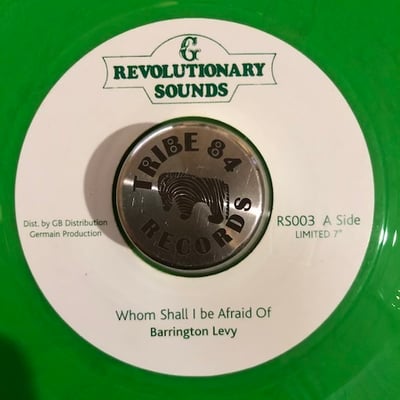 G
REVOLUTIONARY
SOUNDS
TRIBE 84
RECORDS
Dist. by GB Distribution
Germain Production
RS003 A Side
LIMITED 7"
Whom Shall I be Afraid Of
Barrington Levy